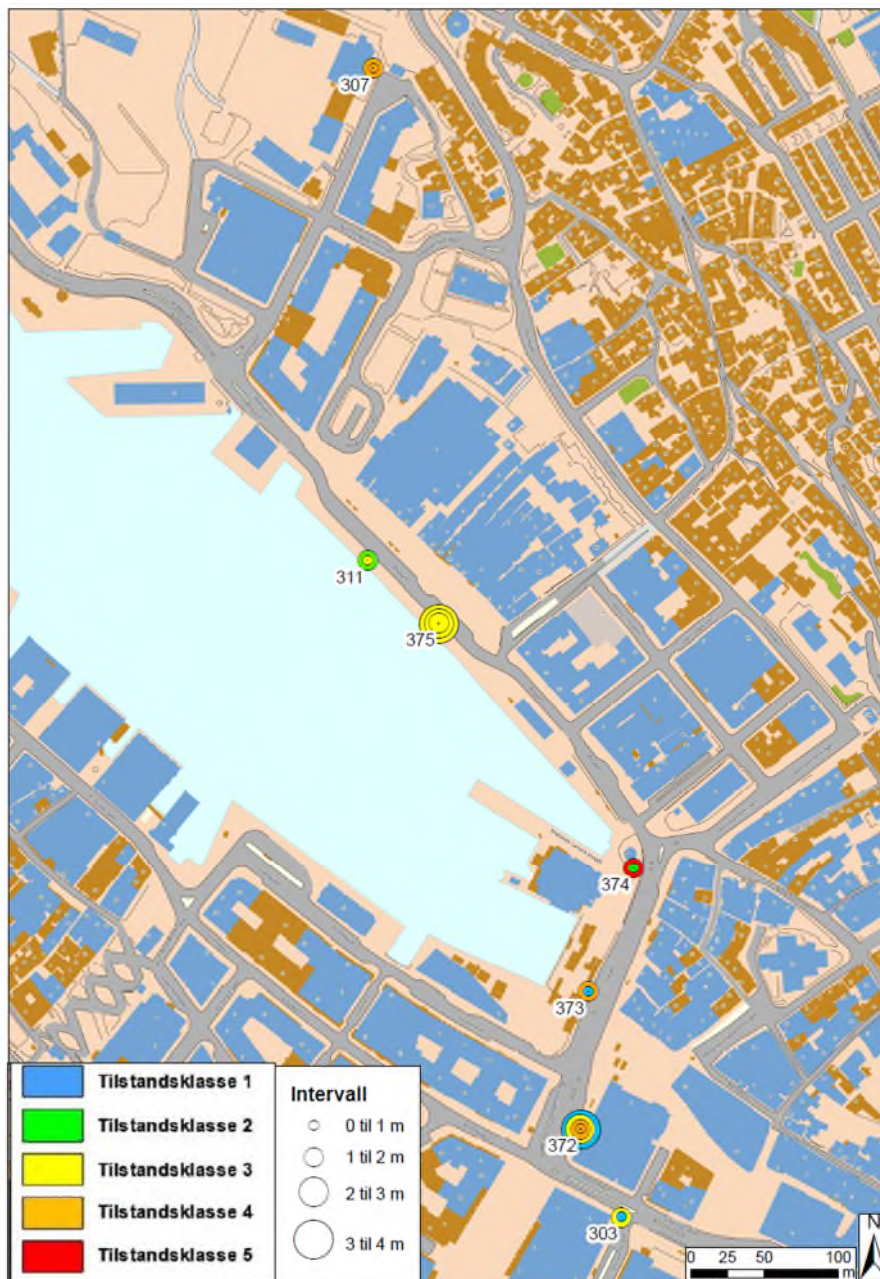 307
311
375
374
373
372
303
Tilstandsklasse 1
Tilstandsklasse 2
Tilstandsklasse 3
Tilstandsklasse 4
Tilstandsklasse 5
Intervall
0 til 1 m
1 til 2 m
2 til 3 m
3 til 4 m
N
0 25 50 100
m